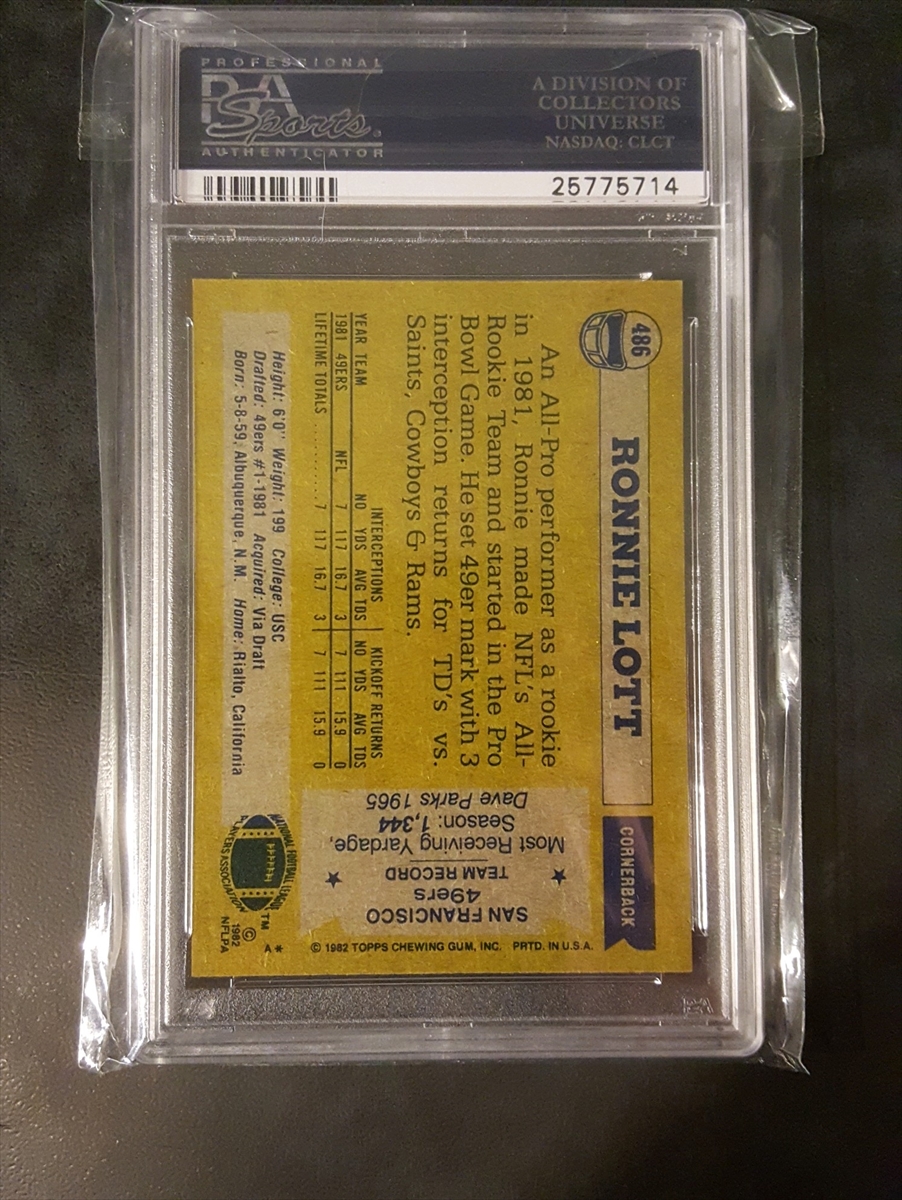 PROFESSIONAL
PSA
Sports®
AUTHENTICATOR
A DIVISION OF
COLLECTORS
UNIVERSE
NASDAQ: CLCT
25775714
486
RONNIE LOTT
CORNERBACK
An All-Pro performer as a rookie
in 1981, Ronnie made NFL's All-
Rookie Team and started in the Pro
Bowl Game. He set 49er mark with 3
interception returns for TD's vs.
Saints, Cowboys & Rams.
INTERCEPTIONS KICKOFF RETURNS
YEAR TEAM NO YDS AVG TDS NO YDS AVG TDS
1981 49ERS NFL 7 117 16.7 3 7 111 15.9 0
LIFETIME TOTALS ........ 7 117 16.7 3 7 111 15.9 0
Height: 6'0" Weight: 199 College: USC
Drafted: 49ers #1-1981 Acquired: Via Draft
Born: 5-8-59, Albuquerque, N.M. Home: Rialto, California
SAN FRANCISCO
49ers
TEAM RECORD
Most Receiving Yardage,
Season: 1,344
Dave Parks 1965
NATIONAL FOOTBALL LEAGUE
PLAYERS ASSOCIATION
TM
© 1982
NFLPA
A*
© 1982 TOPPS CHEWING GUM, INC. PRTD. IN U.S.A.